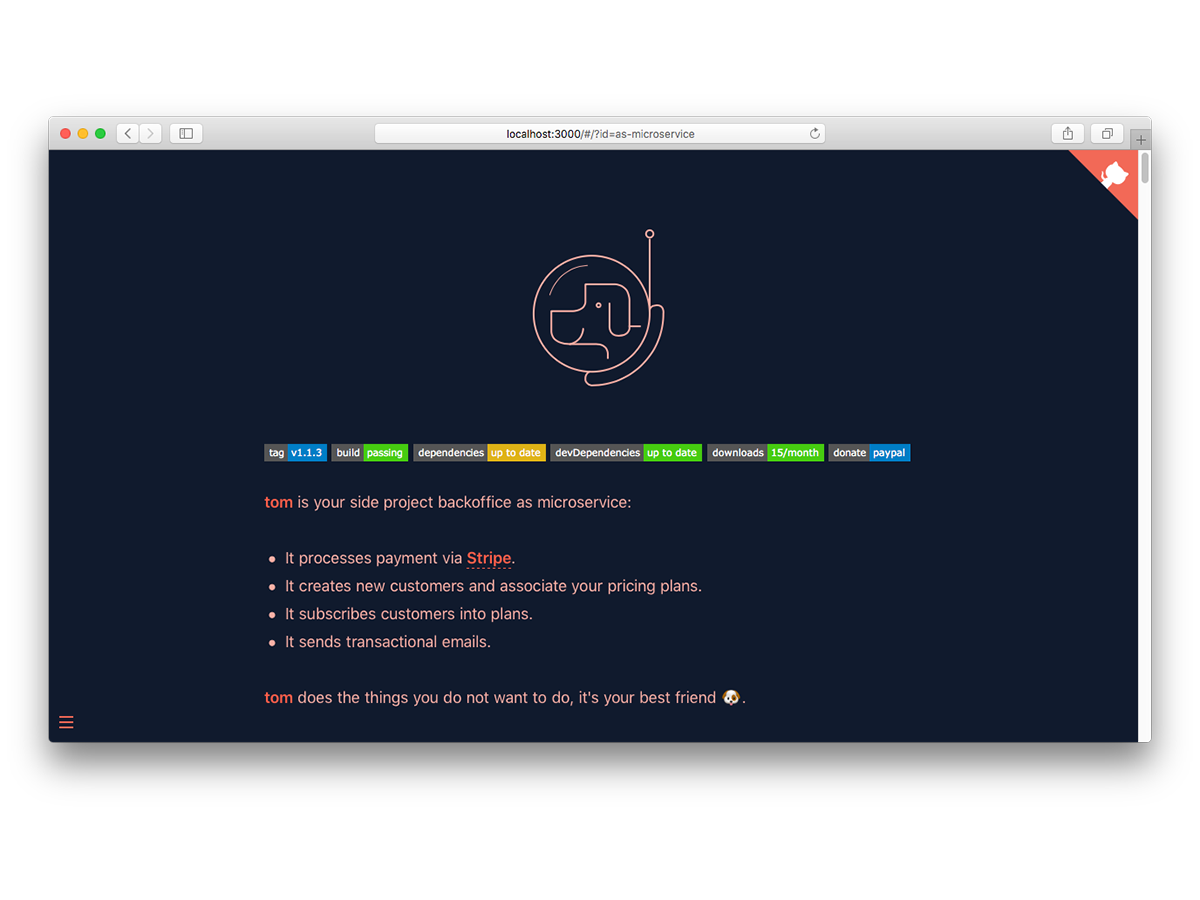 localhost:3000/#/?id=as-microservice
tag v1.1.3 build passing dependencies up to date devDependencies up to date downloads 15/month donate paypal
tom is your side project backoffice as microservice:
It processes payment via Stripe.
It creates new customers and associate your pricing plans.
It subscribes customers into plans.
It sends transactional emails.
tom does the things you do not want to do, it's your best friend 🐶.